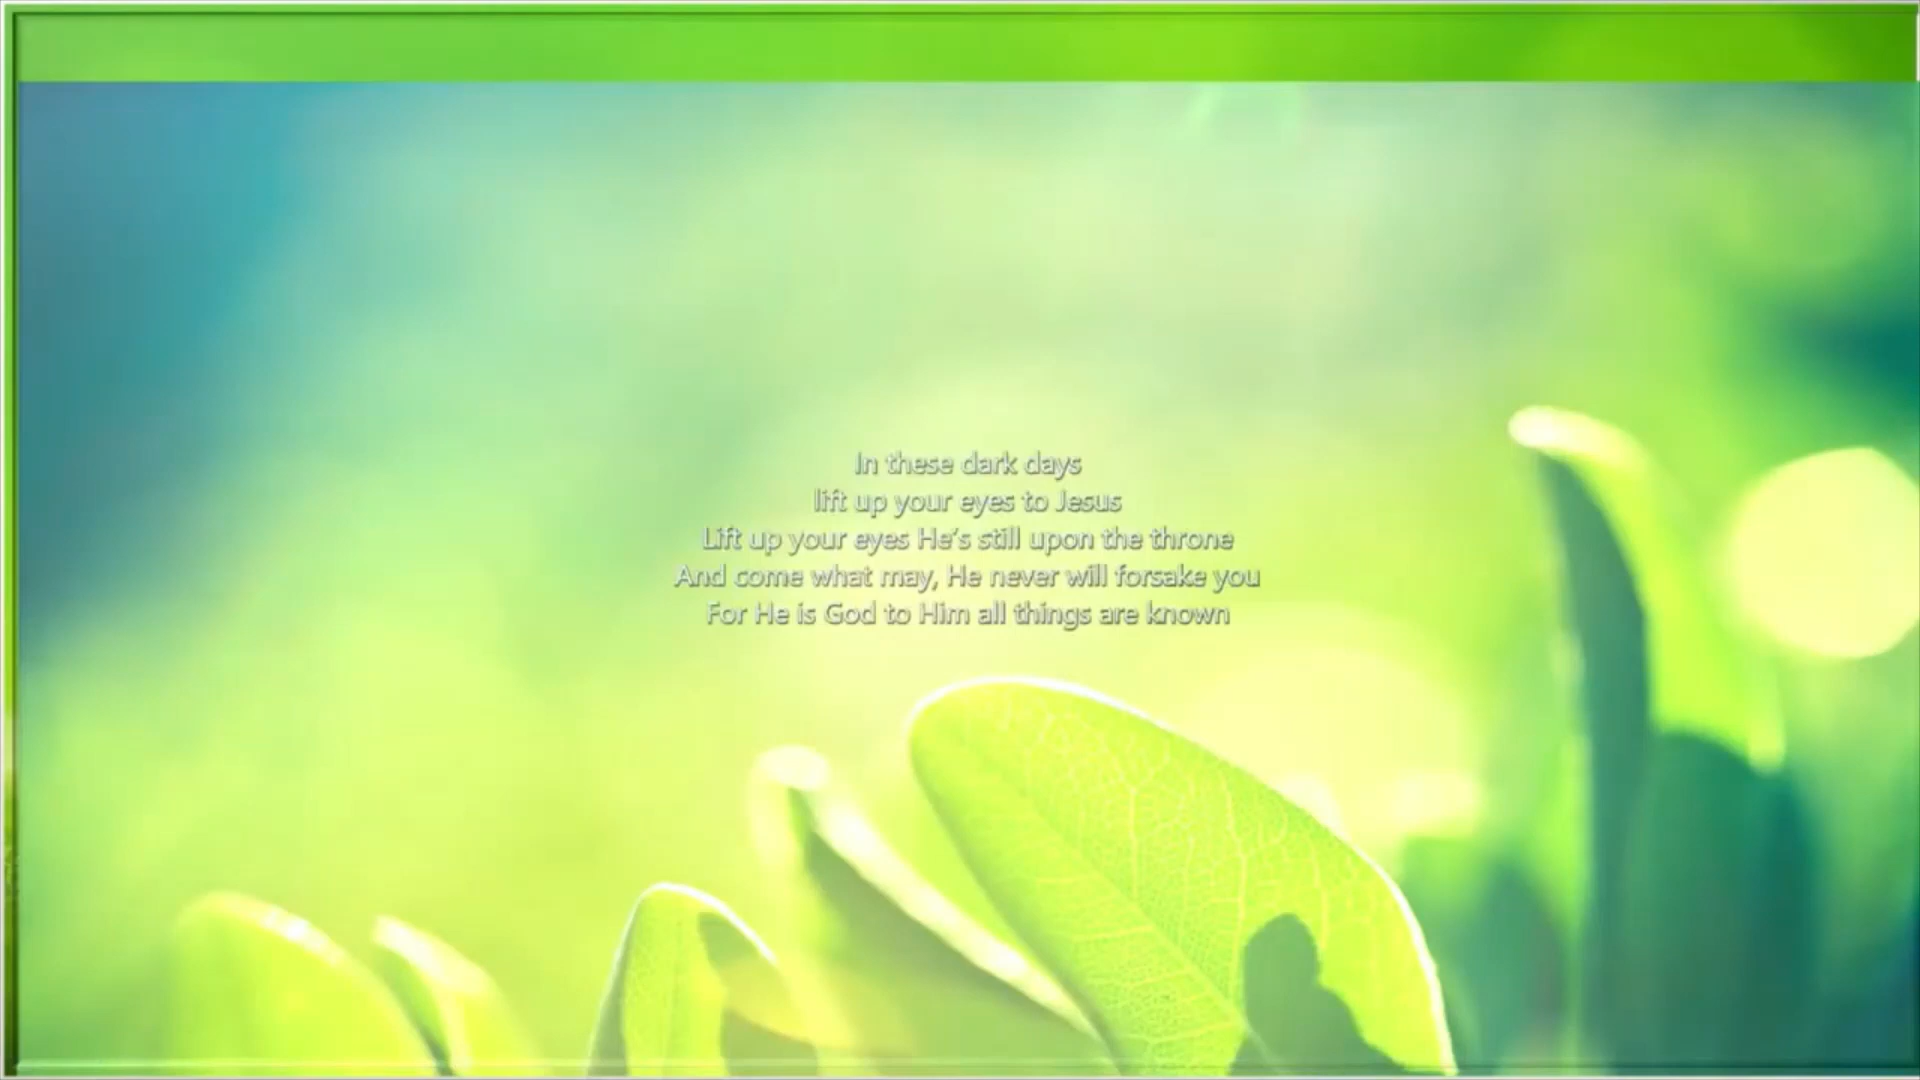 In these dark days
lift up your eyes to Jesus
Lift up your eyes He's still upon the throne
And come what may, He never will forsake you
For He is God to Him all things are known